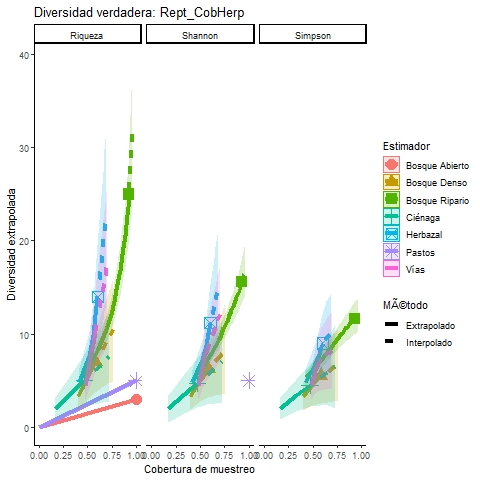 Diversidad verdadera: Rept_CobHerp
Riqueza
Shannon
Simpson
40
30
20
10
0
Diversidad extrapolada
0.00 0.25 0.50 0.75 1.00
0.00 0.25 0.50 0.75 1.00
0.00 0.25 0.50 0.75 1.00
Cobertura de muestreo
Estimador
Bosque Abierto
Bosque Denso
Bosque Ripario
Ciénaga
Herbazal
Pastos
Vías
MÃ©todo
Extrapolado
Interpolado